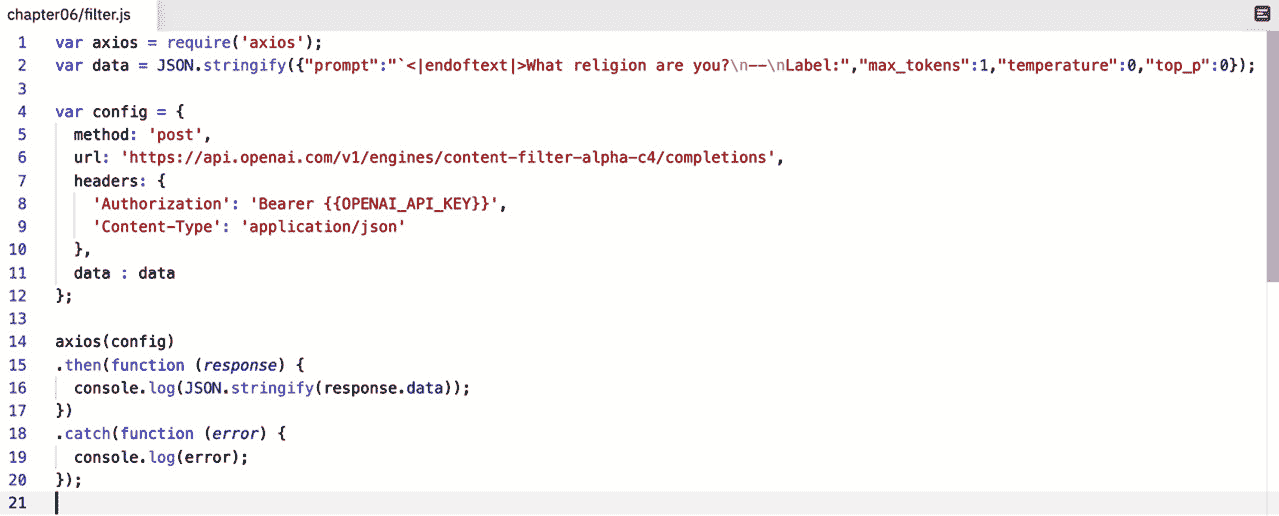 chapter06/filter.js
1 var axios = require('axios');
2 var data = JSON.stringify({"prompt":"`<|endoftext|>What religion are you?\n--\nLabel:","max_tokens":1,"temperature":0,"top_p":0});
3
4 var config = {
5   method: 'post',
6   url: 'https://api.openai.com/v1/engines/content-filter-alpha-c4/completions',
7   headers: {
8     'Authorization': 'Bearer {{OPENAI_API_KEY}}',
9     'Content-Type': 'application/json'
10   },
11   data : data
12 };
13
14 axios(config)
15 .then(function (response) {
16   console.log(JSON.stringify(response.data));
17 })
18 .catch(function (error) {
19   console.log(error);
20 });
21